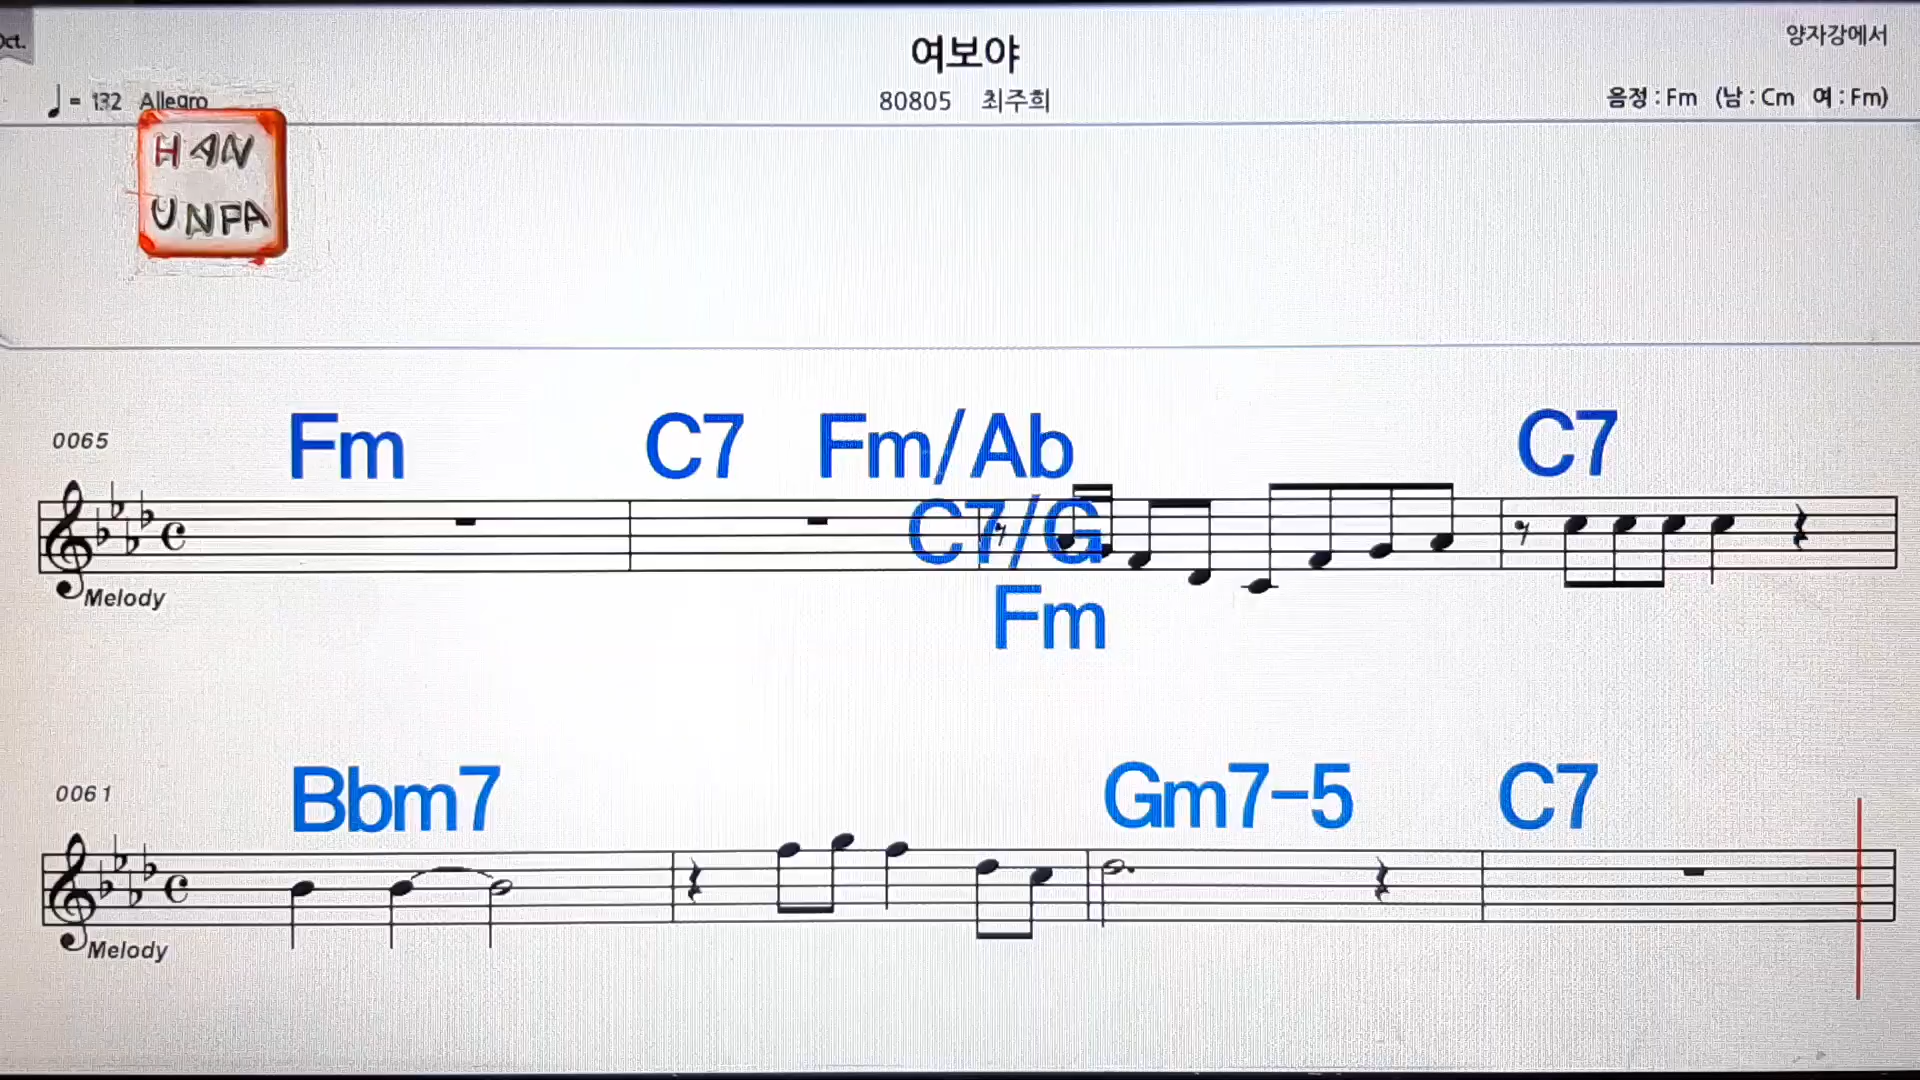 Oct.
여보야
양자강에서
= 132 Allegro
80805 최주희
음정 : Fm (남 : Cm 여 : Fm)
HAN
UNPA
0065
Fm C7 Fm/Ab C7
C7/G
Fm
Melody
0061
Bbm7 Gm7-5 C7
Melody